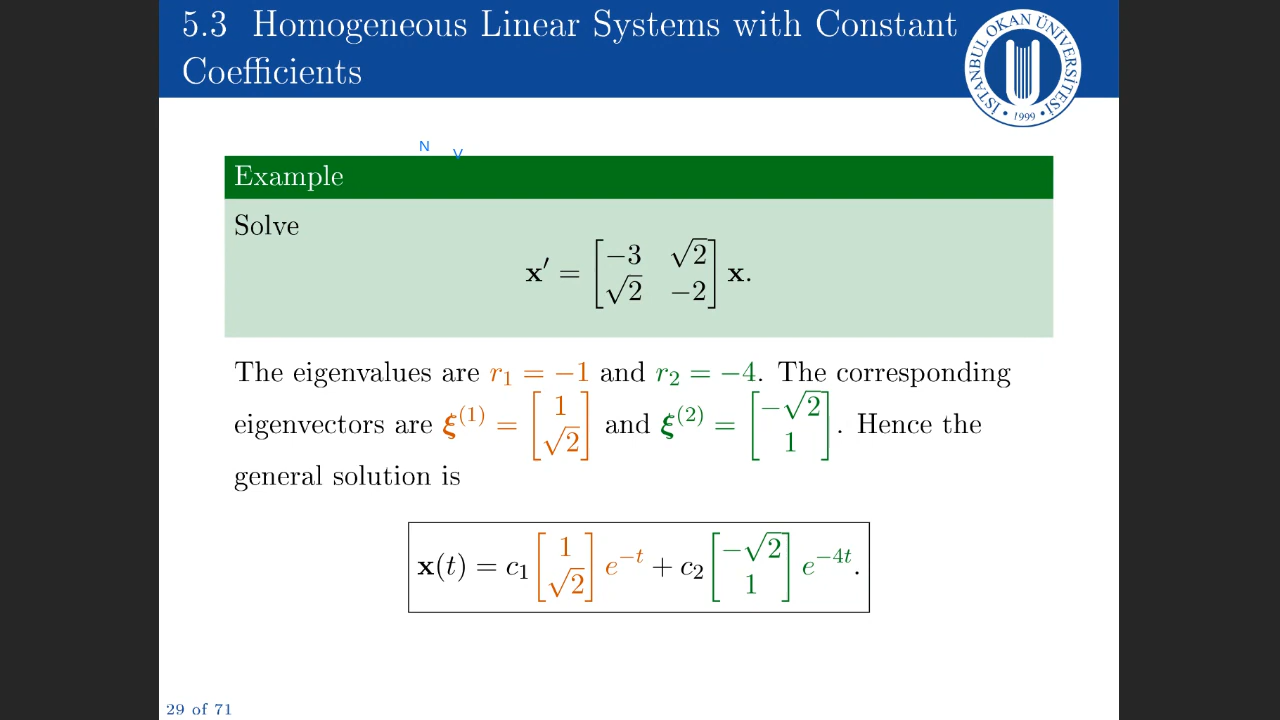 5.3 Homogeneous Linear Systems with Constant
Coefficients
İSTANBUL OKAN ÜNİVERSİTESİ
• 1999 •
N
V
Example
Solve
x′ = [−3 √2; √2 −2] x.
The eigenvalues are r₁ = −1 and r₂ = −4. The corresponding
eigenvectors are ξ⁽¹⁾ = [1; √2] and ξ⁽²⁾ = [−√2; 1]. Hence the
general solution is
x(t) = c₁ [1; √2] e⁻ᵗ + c₂ [−√2; 1] e⁻⁴ᵗ.
29 of 71